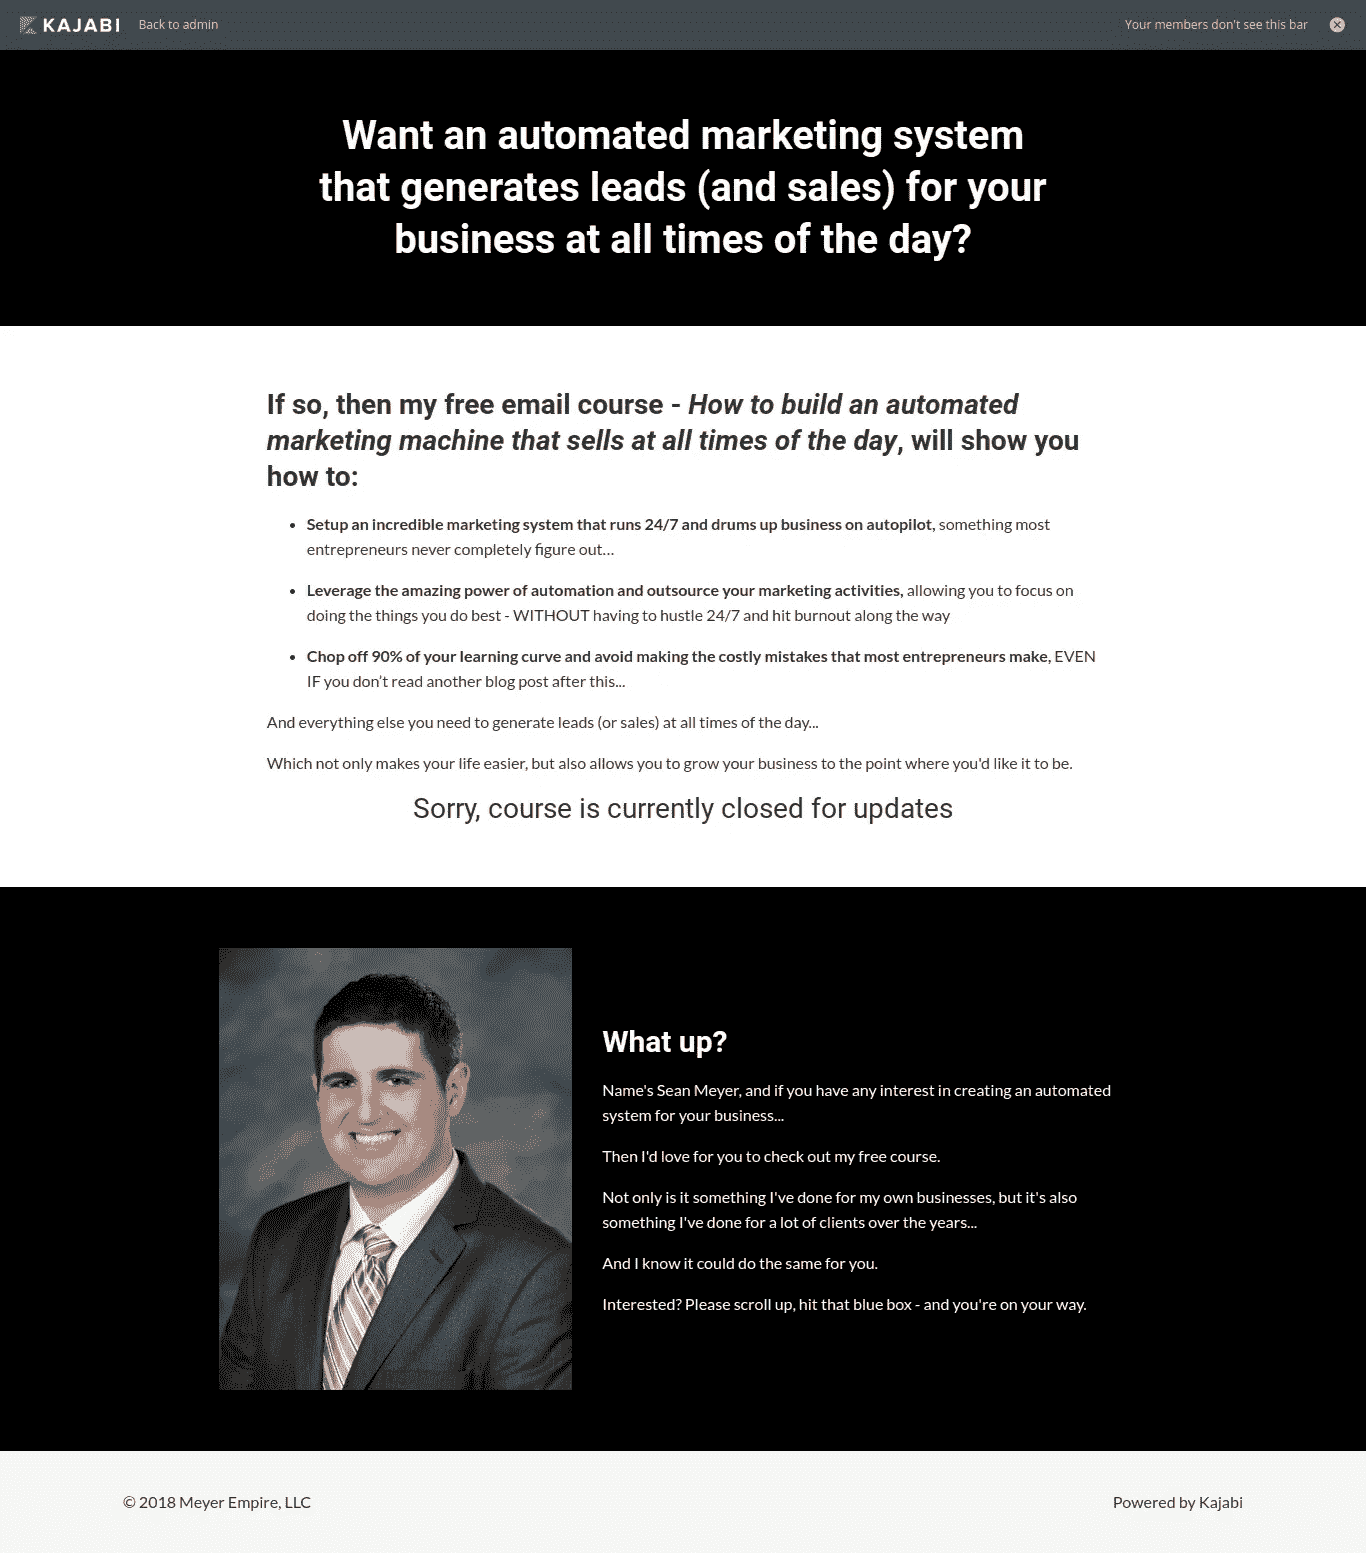 KAJABI Back to admin Your members don't see this bar
Want an automated marketing system
that generates leads (and sales) for your
business at all times of the day?
If so, then my free email course - How to build an automated
marketing machine that sells at all times of the day, will show you
how to:
• Setup an incredible marketing system that runs 24/7 and drums up business on autopilot, something most
entrepreneurs never completely figure out…
• Leverage the amazing power of automation and outsource your marketing activities, allowing you to focus on
doing the things you do best - WITHOUT having to hustle 24/7 and hit burnout along the way
• Chop off 90% of your learning curve and avoid making the costly mistakes that most entrepreneurs make, EVEN
IF you don't read another blog post after this...
And everything else you need to generate leads (or sales) at all times of the day...
Which not only makes your life easier, but also allows you to grow your business to the point where you'd like it to be.
Sorry, course is currently closed for updates
What up?
Name's Sean Meyer, and if you have any interest in creating an automated
system for your business...
Then I'd love for you to check out my free course.
Not only is it something I've done for my own businesses, but it's also
something I've done for a lot of clients over the years...
And I know it could do the same for you.
Interested? Please scroll up, hit that blue box - and you're on your way.
© 2018 Meyer Empire, LLC Powered by Kajabi